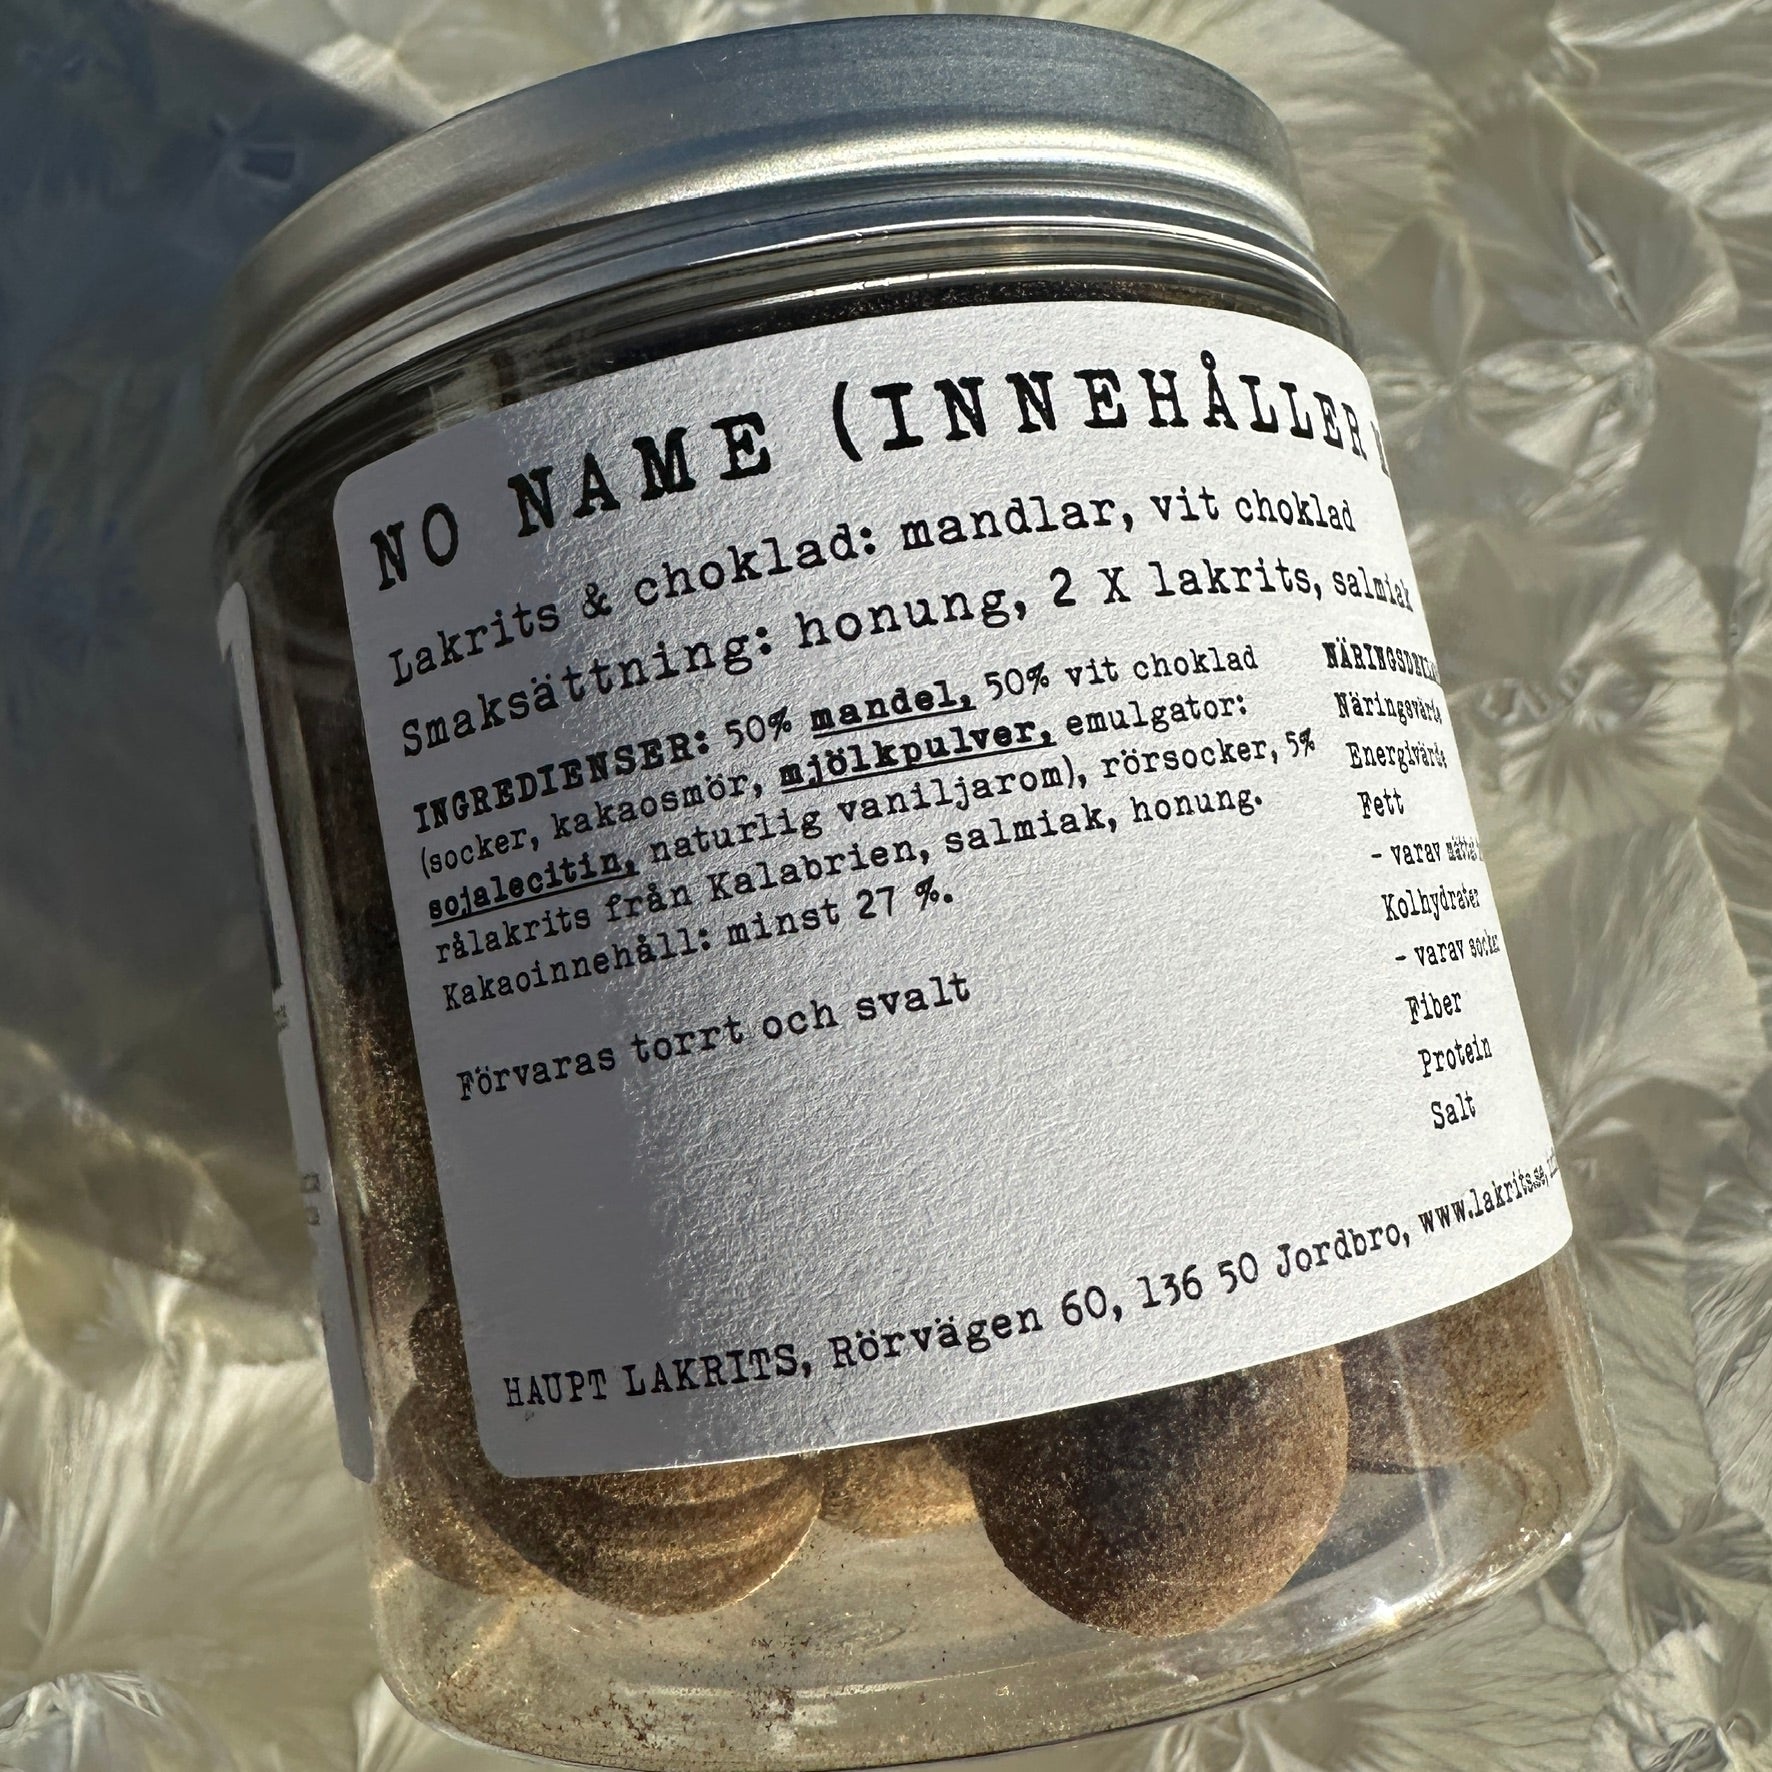 NO NAME (INNEHÅLLER
Lakrits & choklad: mandlar, vit choklad
Smaksättning: honung, 2 X lakrits, salmiak
INGREDIENSER: 50% mandel, 50% vit choklad
(socker, kakaosmör, mjölkpulver, emulgator:
sojalecitin, naturlig vaniljarom), rörsocker, 5%
rålakrits från Kalabrien, salmiak, honung.
Kakaoinnehåll: minst 27 %.
Förvaras torrt och svalt
Näringsvärde
Energivärde
Fett
- varav
Kolhydrater
- varav socker
Fiber
Protein
Salt
HAUPT LAKRITS, Rörvägen 60, 136 50 Jordbro, www.lakrits.se,